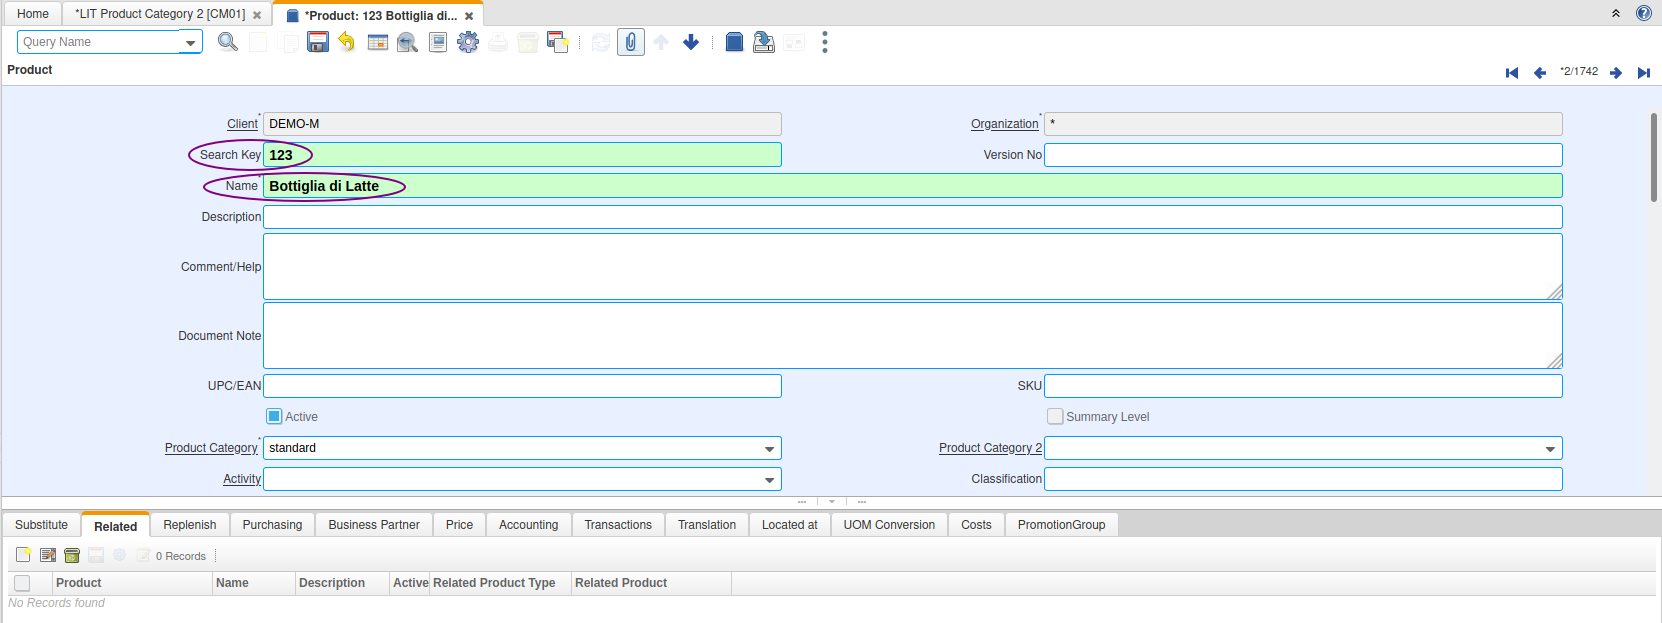 Home *LIT Product Category 2 [CM01] *Product: 123 Bottiglia di...
Query Name
Product *2/1742
Client* DEMO-M Organization* *
Search Key 123 Version No
Name* Bottiglia di Latte
Description
Comment/Help
Document Note
UPC/EAN SKU
Active Summary Level
Product Category* standard Product Category 2
Activity Classification
Substitute Related Replenish Purchasing Business Partner Price Accounting Transactions Translation Located at UOM Conversion Costs PromotionGroup
0 Records
Product Name Description Active Related Product Type Related Product
No Records found